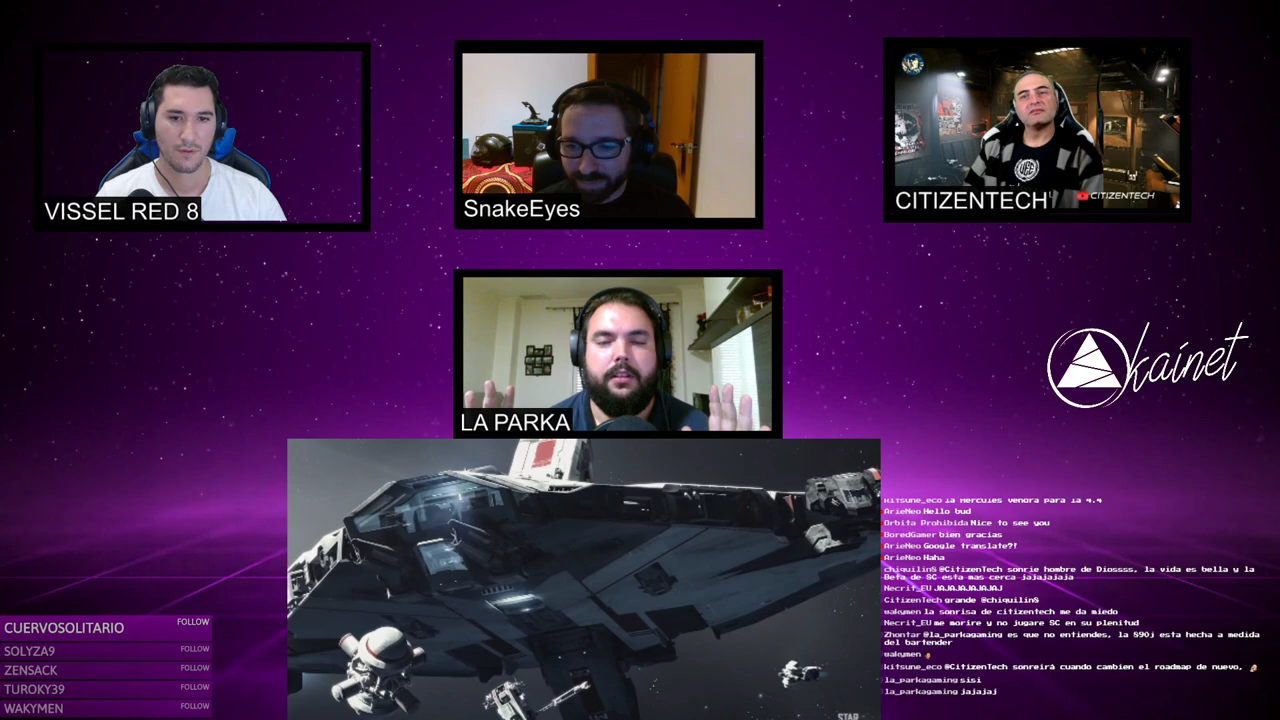 VISSEL RED 8
SnakeEyes
CITIZENTECH
CITIZENTECH
LA PARKA
kainet
kitsune_eco la Hercules vendra para la 4.4
ArieNeo Hello bud
Orbita Prohibida Nice to see you
BoredGamer bien gracias
ArieNeo Google translate?!
ArieNeo Haha
chiquilin8 @CitizenTech sonrie hombre de Diossss, la vida es bella y la
Beta de SC esta mas cerca jajajajaja
Necrit_EU JAJAJAJAJAJAJ
CitizenTech grande @chiquilin8
wakymen la sonrisa de citizentech me da miedo
Necrit_EU me morire y no jugare SC en su plenitud
Zhontar @la_parkagaming es que no entiendes, la 890j esta hecha a medida
del bartender
wakymen
kitsune_eco @CitizenTech sonreirá cuando cambien el roadmap de nuevo,
la_parkagaming sisi
la_parkagaming jajajaj
CUERVOSOLITARIO FOLLOW
SOLYZA9 FOLLOW
ZENSACK FOLLOW
TUROKY39 FOLLOW
WAKYMEN FOLLOW
STAR